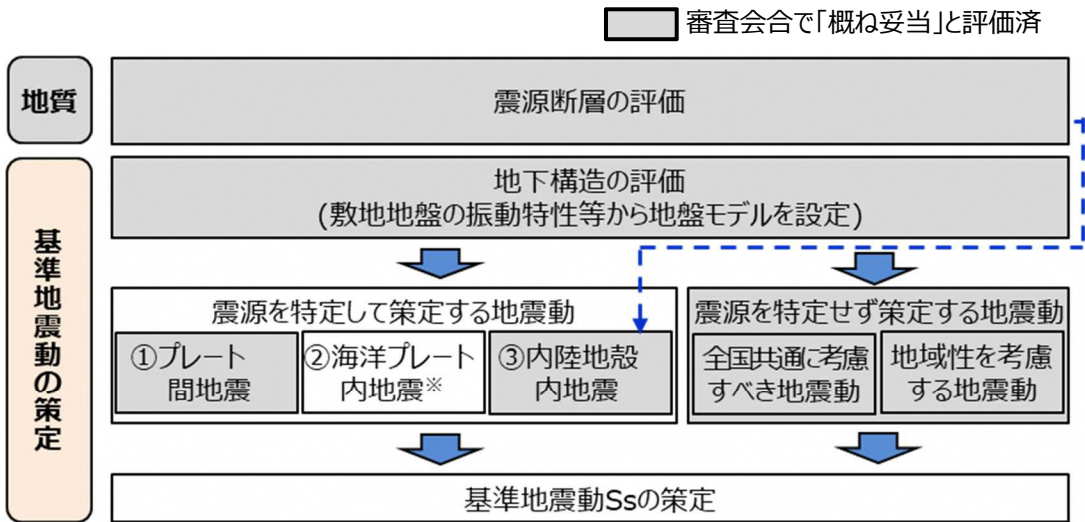 審査会合で「概ね妥当」と評価済
地質
震源断層の評価
基準地震動の策定
地下構造の評価
(敷地地盤の振動特性等から地盤モデルを設定)
震源を特定して策定する地震動
①プレート
間地震
②海洋プレート
内地震※
③内陸地殻
内地震
震源を特定せず策定する地震動
全国共通に考慮
すべき地震動
地域性を考慮
する地震動
基準地震動Ssの策定